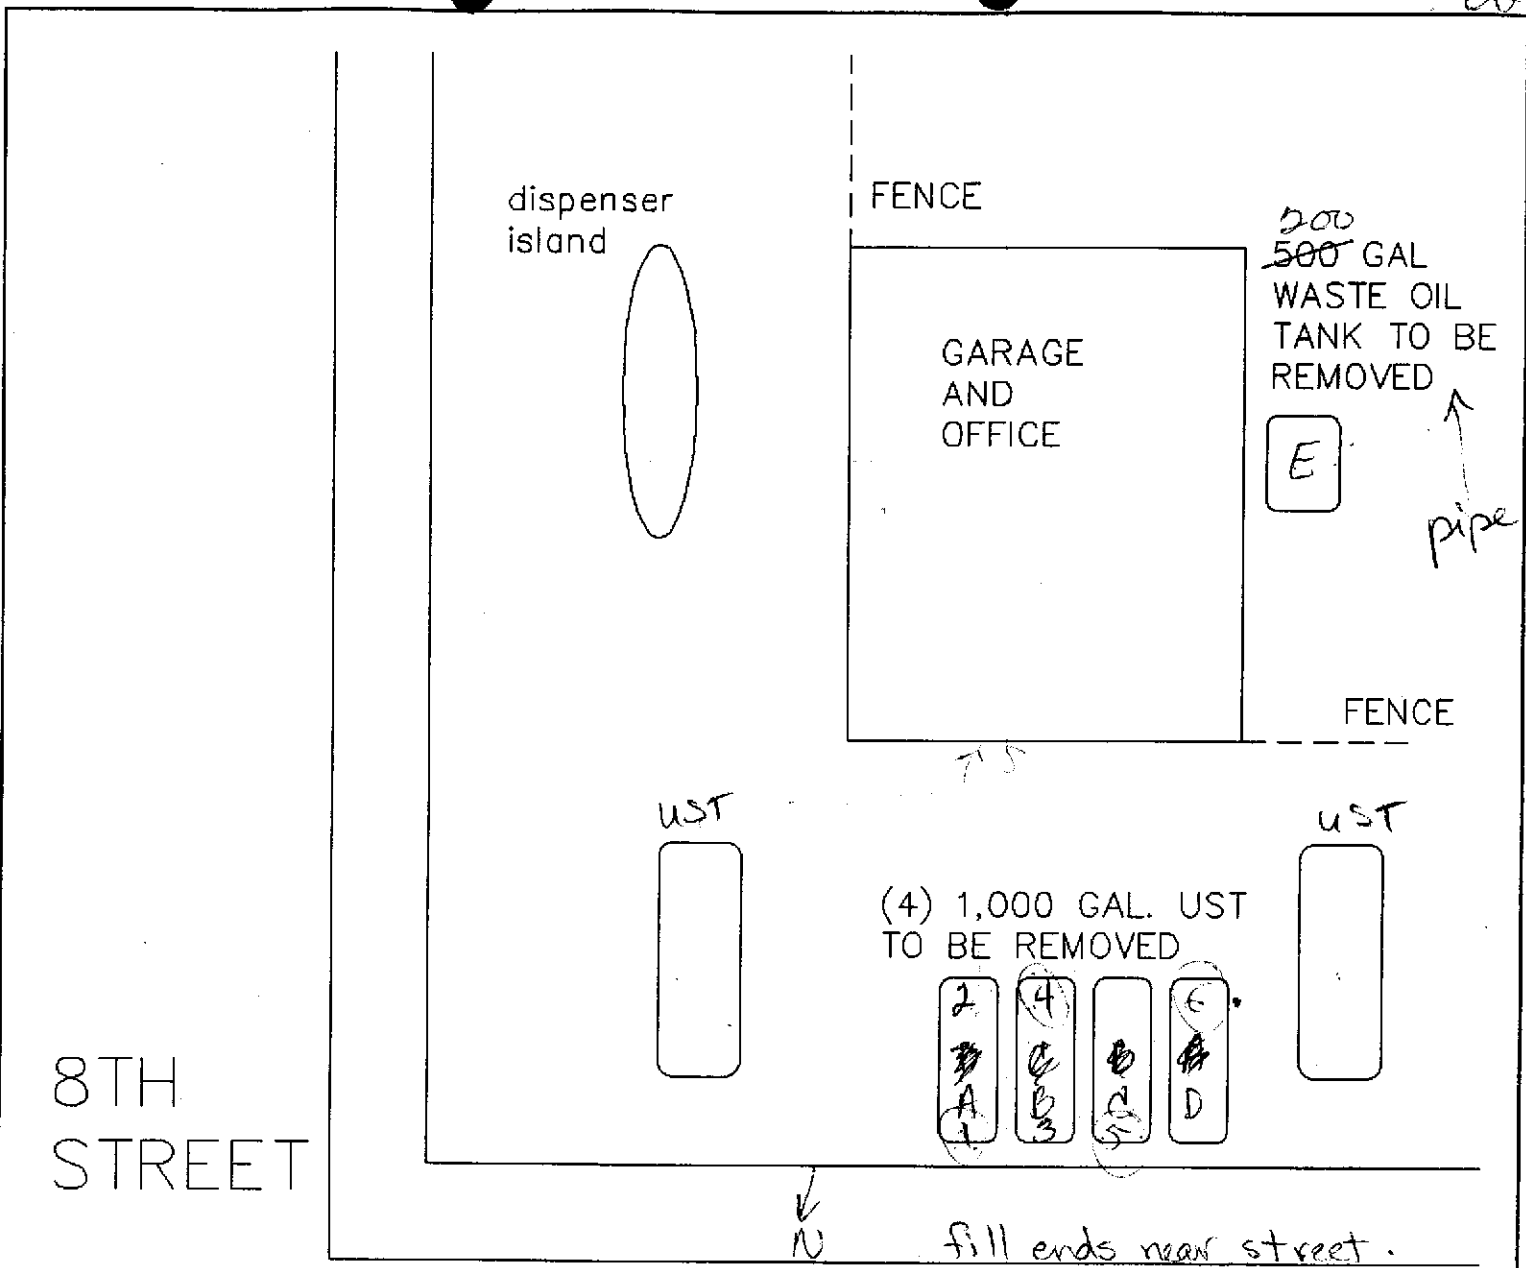 dispenser
island
FENCE
200
500 GAL
WASTE OIL
TANK TO BE
REMOVED
GARAGE
AND
OFFICE
E
pipe
FENCE
UST
UST
(4) 1,000 GAL. UST
TO BE REMOVED
2 4 6
A B C D
1 3 5
8TH
STREET
N
fill ends near street.